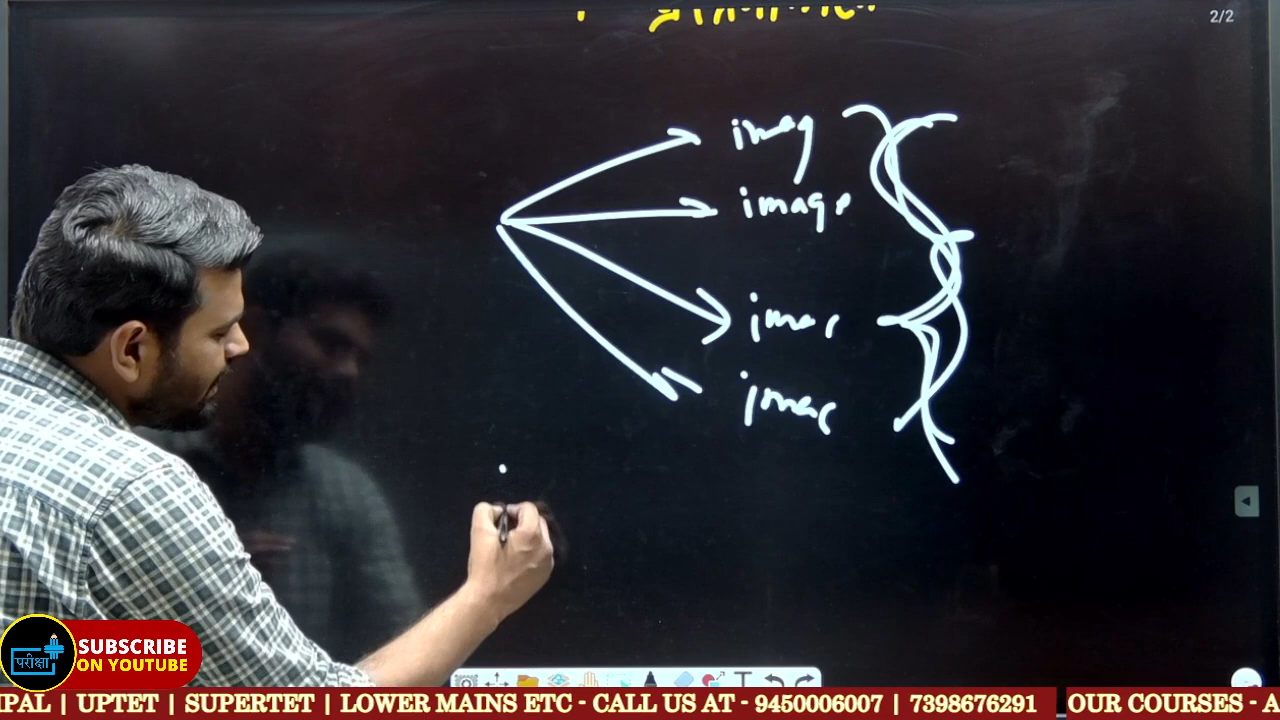 2/2
imag
image
imag
imag
परीक्षा
SUBSCRIBE
ON YOUTUBE
IPAL | UPTET | SUPERTET | LOWER MAINS ETC - CALL US AT - 9450006007 | 7398676291
OUR COURSES - A